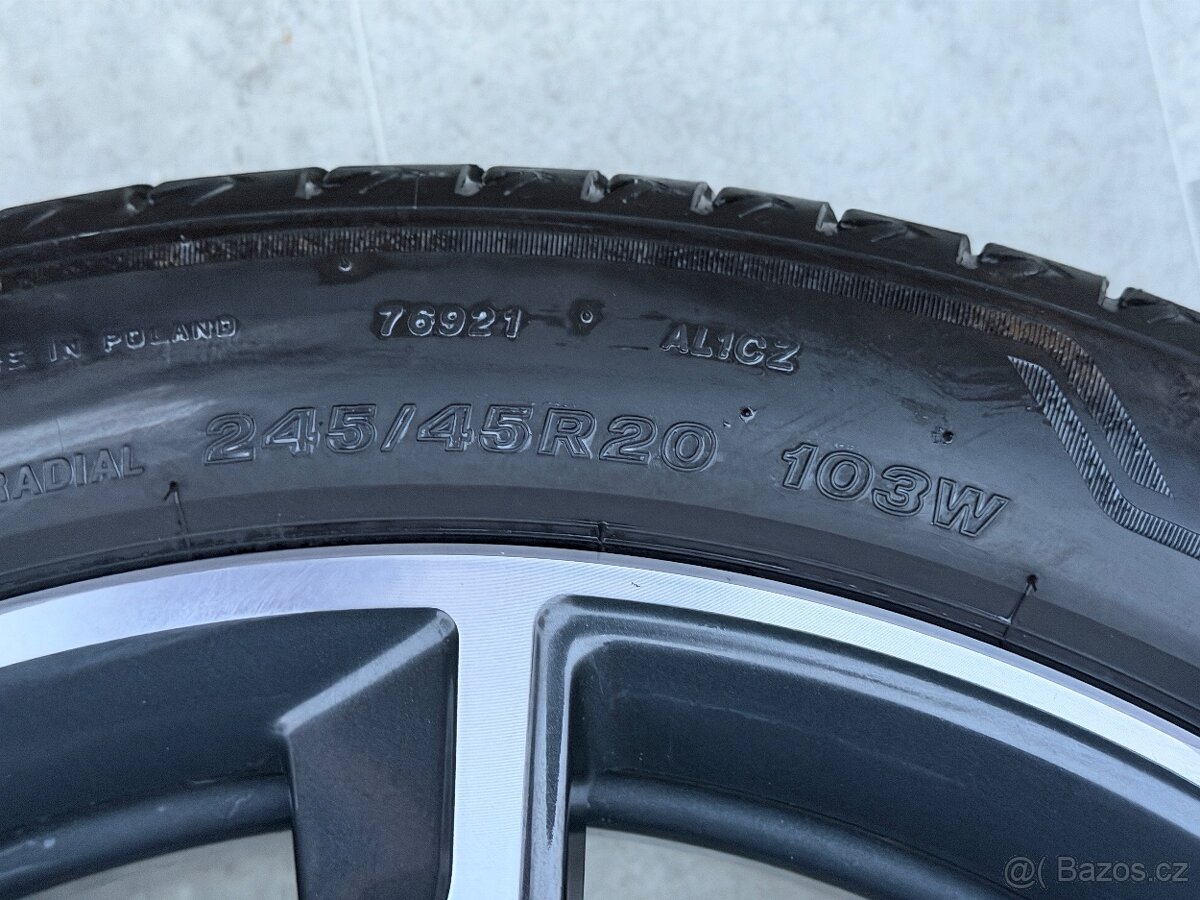 IN POLAND 76921 AL1CZ
RADIAL 245/45R20 103W
@( Bazos.cz